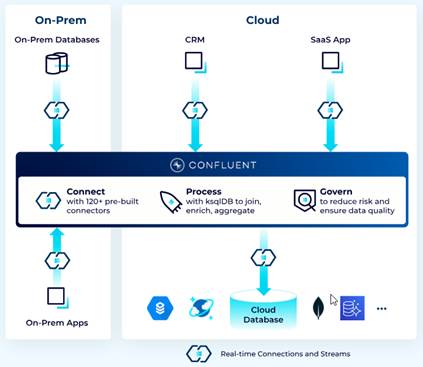 On-Prem
Cloud
On-Prem Databases
CRM
SaaS App
CONFLUENT
Connect
with 120+ pre-built
connectors
Process
with ksqlDB to join,
enrich, aggregate
Govern
to reduce risk and
ensure data quality
On-Prem Apps
Cloud
Database
...
Real-time Connections and Streams